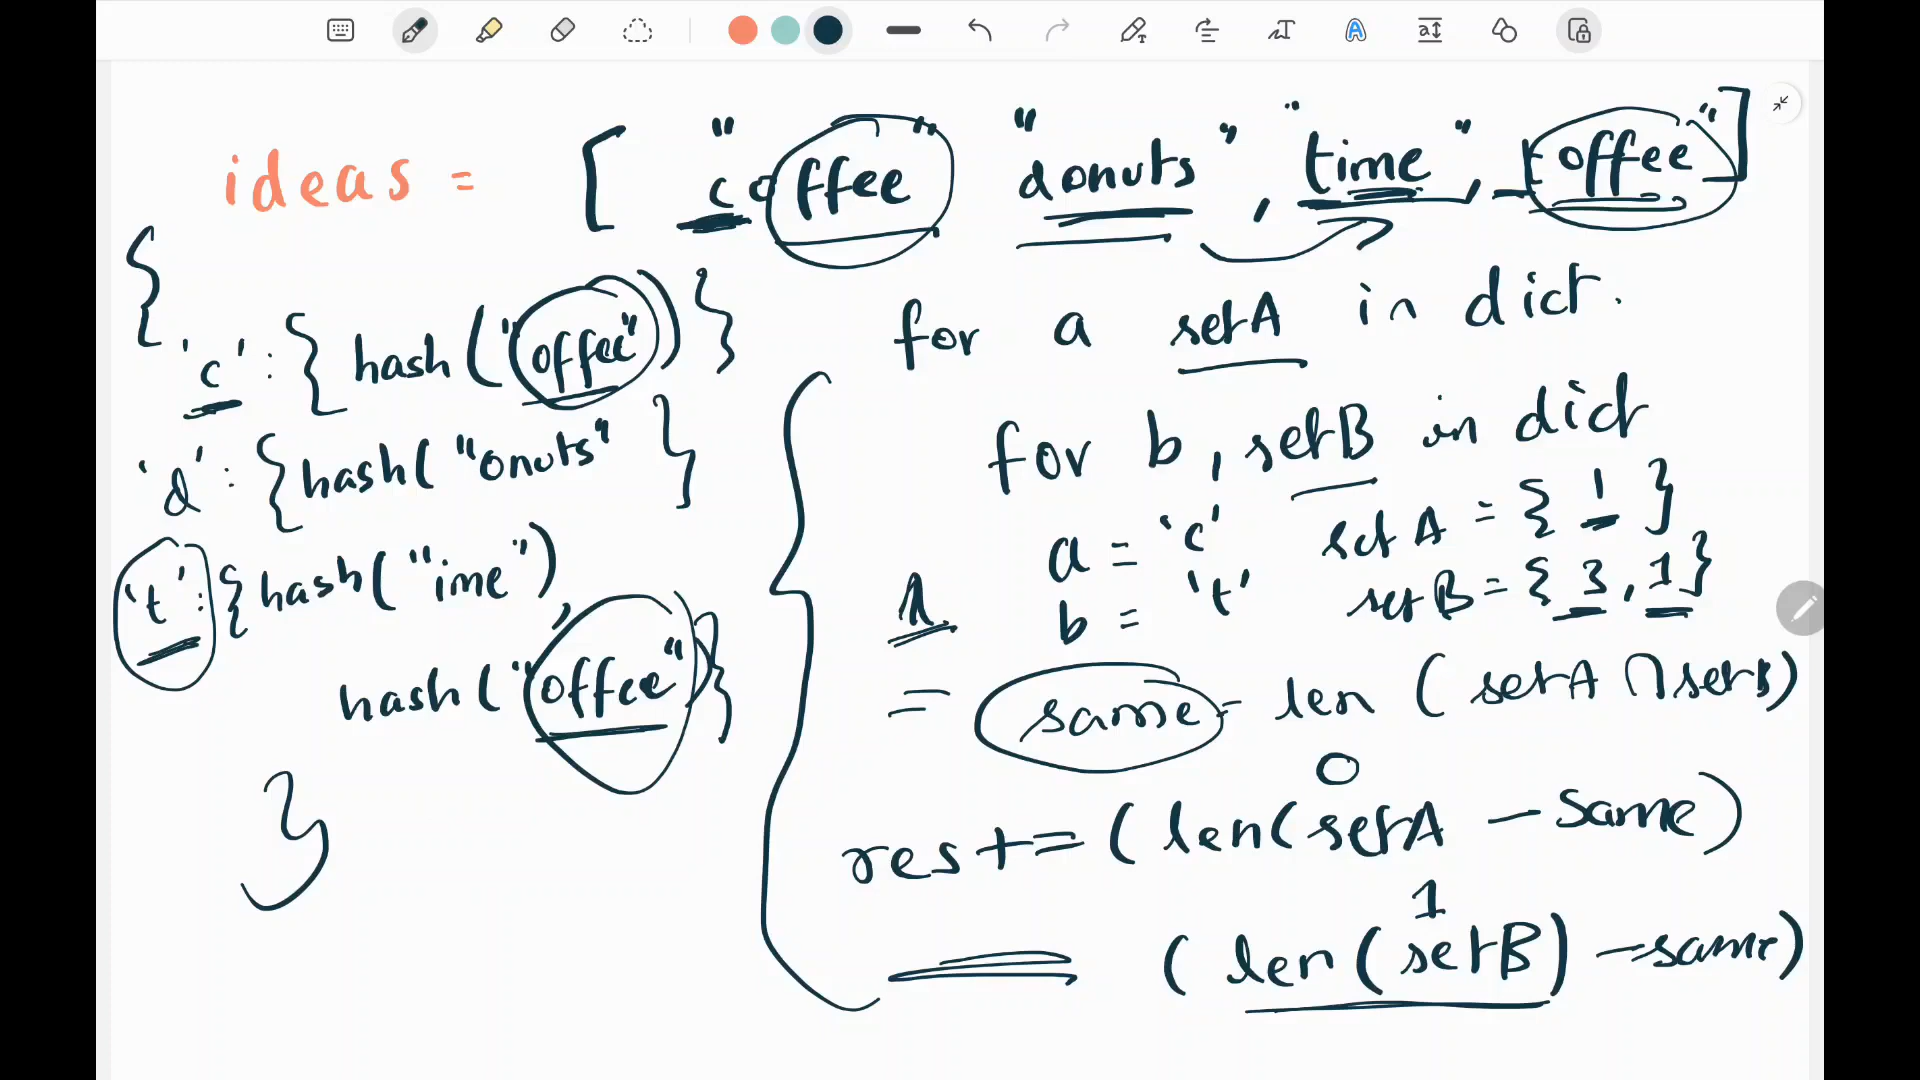 ideas = [ "coffee" "donuts", "time", toffee" ]
{
'c' : { hash("offee") }
'd' : { hash("onuts" }
't' : { hash("ime"),
hash("offee") }
}
for a setA in dict.
for b, setB in dict
a = 'c' setA = { 1 }
b = 't' setB = { 3, 1 }
1
= same = len ( setA ∩ setB )
0
res += ( len( setA - same )
1
( len( setB ) - same )